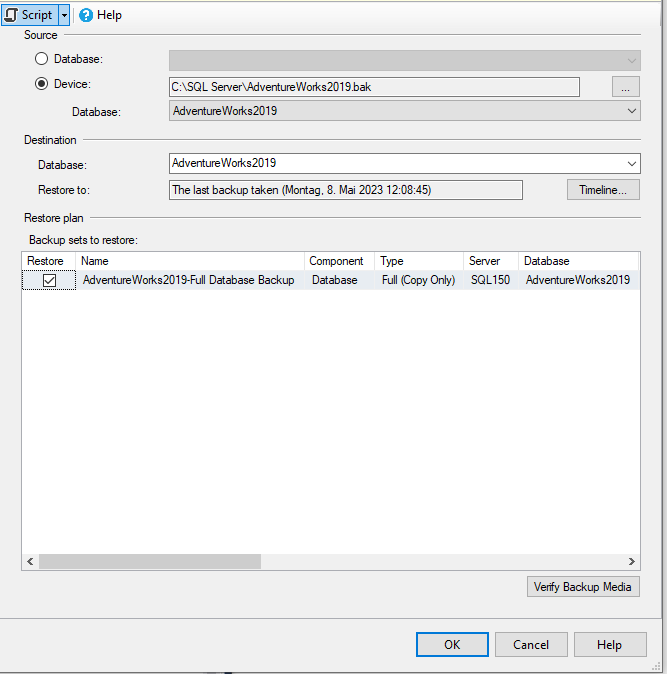 Script Help
Source
Database:
Device: C:\SQL Server\AdventureWorks2019.bak ...
Database: AdventureWorks2019
Destination
Database: AdventureWorks2019
Restore to: The last backup taken (Montag, 8. Mai 2023 12:08:45) Timeline...
Restore plan
Backup sets to restore:
Restore Name Component Type Server Database
AdventureWorks2019-Full Database Backup Database Full (Copy Only) SQL150 AdventureWorks2019
Verify Backup Media
OK Cancel Help